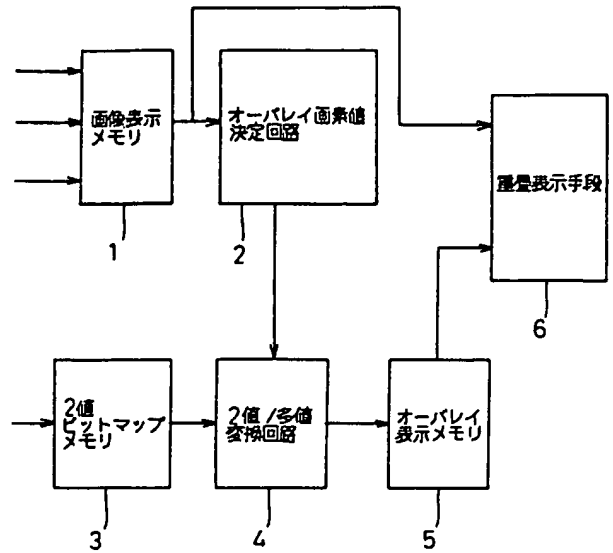 画像表示
メモリ
1
オーバレイ画素値
決定回路
2
重畳表示手段
6
2値
ビットマップ
メモリ
3
2値/多値
変換回路
4
オーバレイ
表示メモリ
5